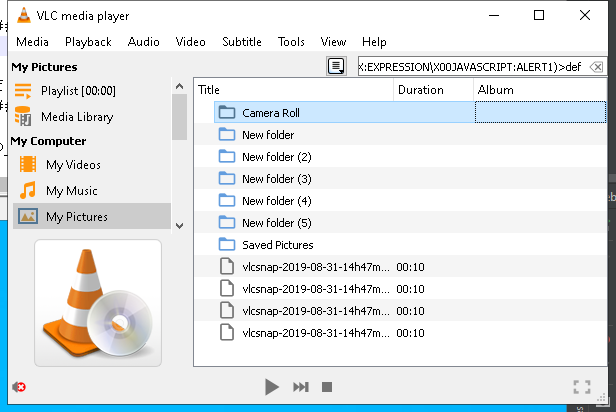 VLC media player
Media Playback Audio Video Subtitle Tools View Help
My Pictures
X:EXPRESSION\X00JAVASCRIPT:ALERT1)>def
Playlist [00:00]
Media Library
My Computer
My Videos
My Music
My Pictures
Title Duration Album
Camera Roll
New folder
New folder (2)
New folder (3)
New folder (4)
New folder (5)
Saved Pictures
vlcsnap-2019-08-31-14h47m... 00:10
vlcsnap-2019-08-31-14h47m... 00:10
vlcsnap-2019-08-31-14h47m... 00:10
vlcsnap-2019-08-31-14h47m... 00:10